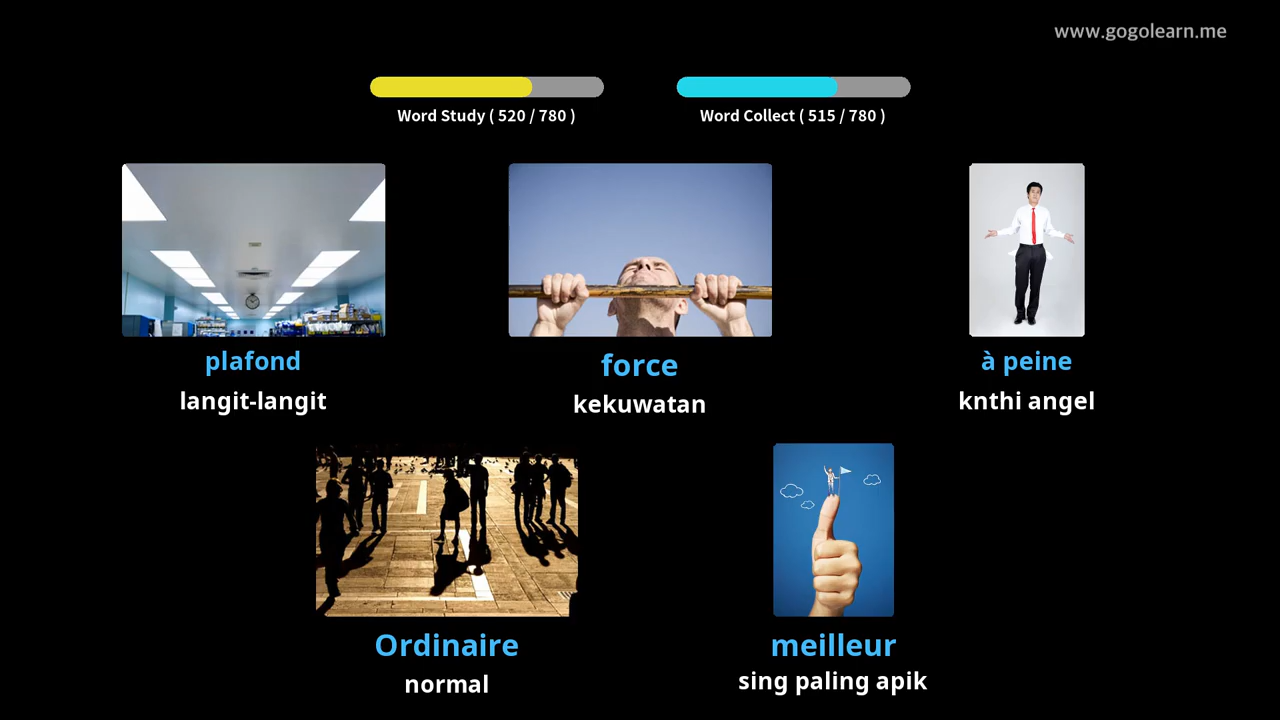 www.gogolearn.me
Word Study ( 520 / 780 )
Word Collect ( 515 / 780 )
plafond
langit-langit
force
kekuwatan
à peine
knthi angel
Ordinaire
normal
meilleur
sing paling apik